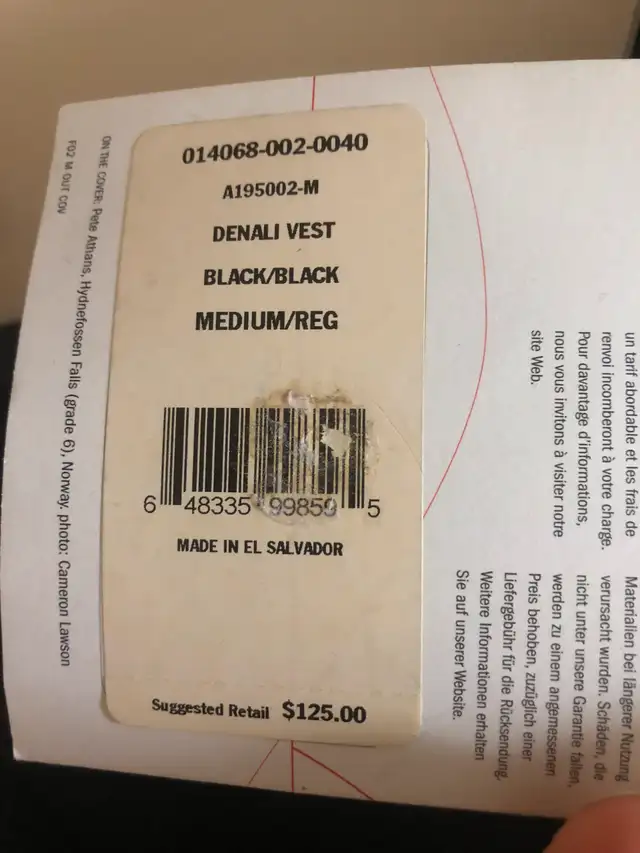 014068-002-0040
A195002-M
DENALI VEST
BLACK/BLACK
MEDIUM/REG
6 48335 99859 5
MADE IN EL SALVADOR
Suggested Retail $125.00
ON THE COVER: Pete Athans, Hydnefossen Falls (grade 6), Norway. photo: Cameron Lawson
F02 M OUT CDV
un tarif abordable et les frais de
renvoi incomberont à votre charge.
Pour davantage d'informations,
nous vous invitons à visiter notre
site Web.
Materialien bei längerer Nutzung
verursacht wurden. Schäden, die
nicht unter unsere Garantie fallen,
werden zu einem angemessenen
Preis behoben, zuzüglich einer
Liefergebühr für die Rücksendung.
Weitere Informationen erhalten
Sie auf unserer Website.